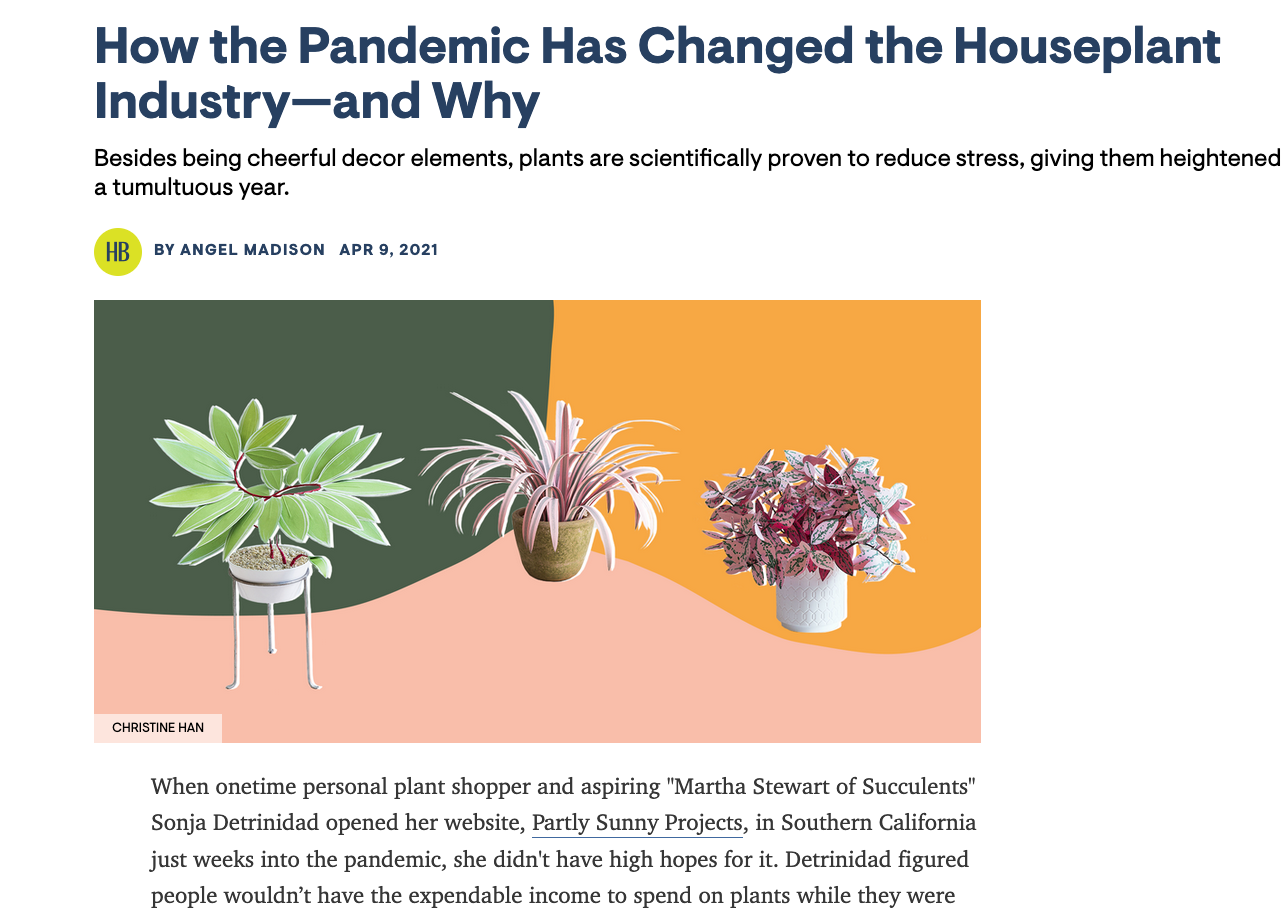 How the Pandemic Has Changed the Houseplant
Industry—and Why
Besides being cheerful decor elements, plants are scientifically proven to reduce stress, giving them heightened
a tumultuous year.
HB
BY ANGEL MADISON APR 9, 2021
CHRISTINE HAN
When onetime personal plant shopper and aspiring "Martha Stewart of Succulents"
Sonja Detrinidad opened her website, Partly Sunny Projects, in Southern California
just weeks into the pandemic, she didn't have high hopes for it. Detrinidad figured
people wouldn’t have the expendable income to spend on plants while they were